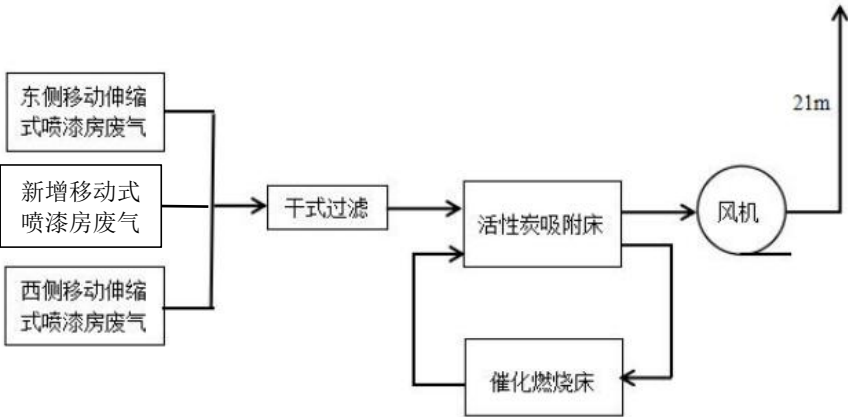 东侧移动伸缩
式喷漆房废气
新增移动式
喷漆房废气
西侧移动伸缩
式喷漆房废气
干式过滤
活性炭吸附床
催化燃烧床
风机
21m